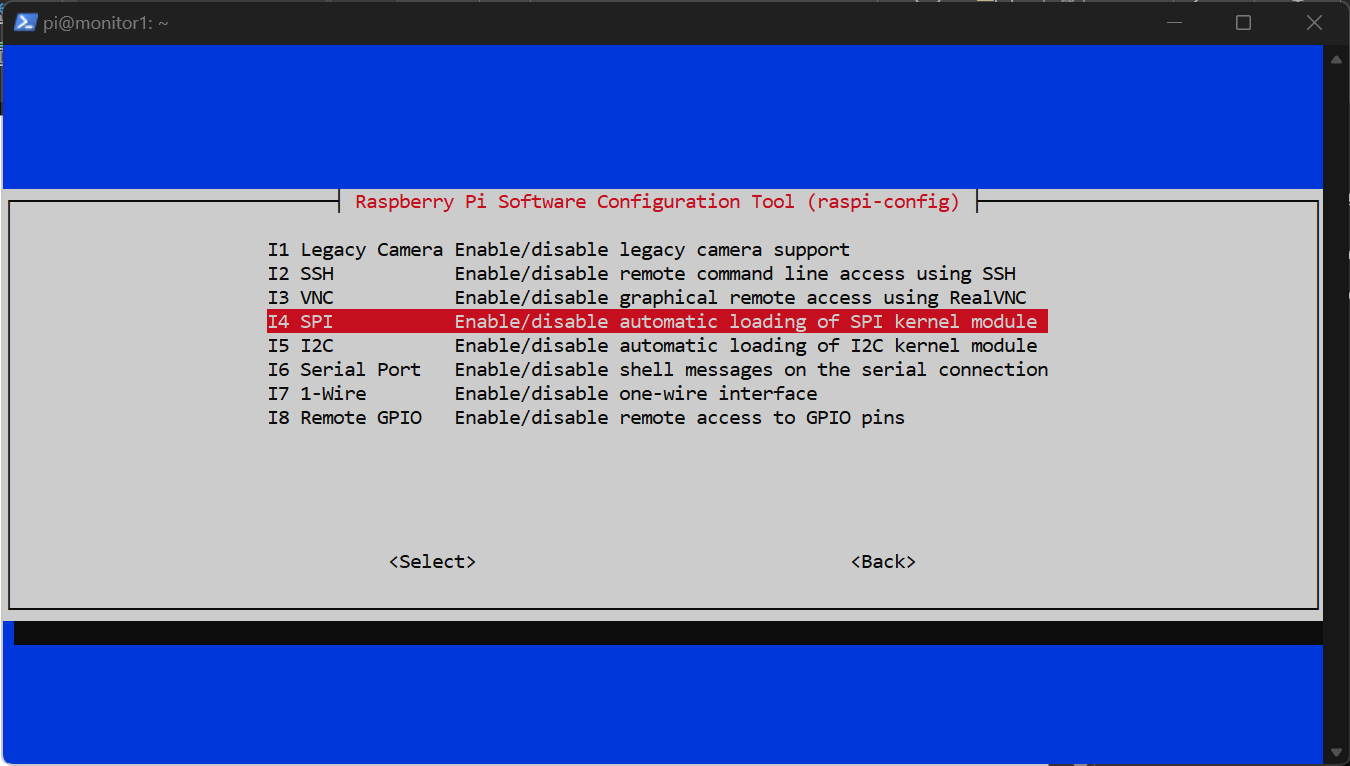 pi@monitor1: ~
Raspberry Pi Software Configuration Tool (raspi-config)
I1 Legacy Camera Enable/disable legacy camera support
I2 SSH Enable/disable remote command line access using SSH
I3 VNC Enable/disable graphical remote access using RealVNC
I4 SPI Enable/disable automatic loading of SPI kernel module
I5 I2C Enable/disable automatic loading of I2C kernel module
I6 Serial Port Enable/disable shell messages on the serial connection
I7 1-Wire Enable/disable one-wire interface
I8 Remote GPIO Enable/disable remote access to GPIO pins
<Select> <Back>